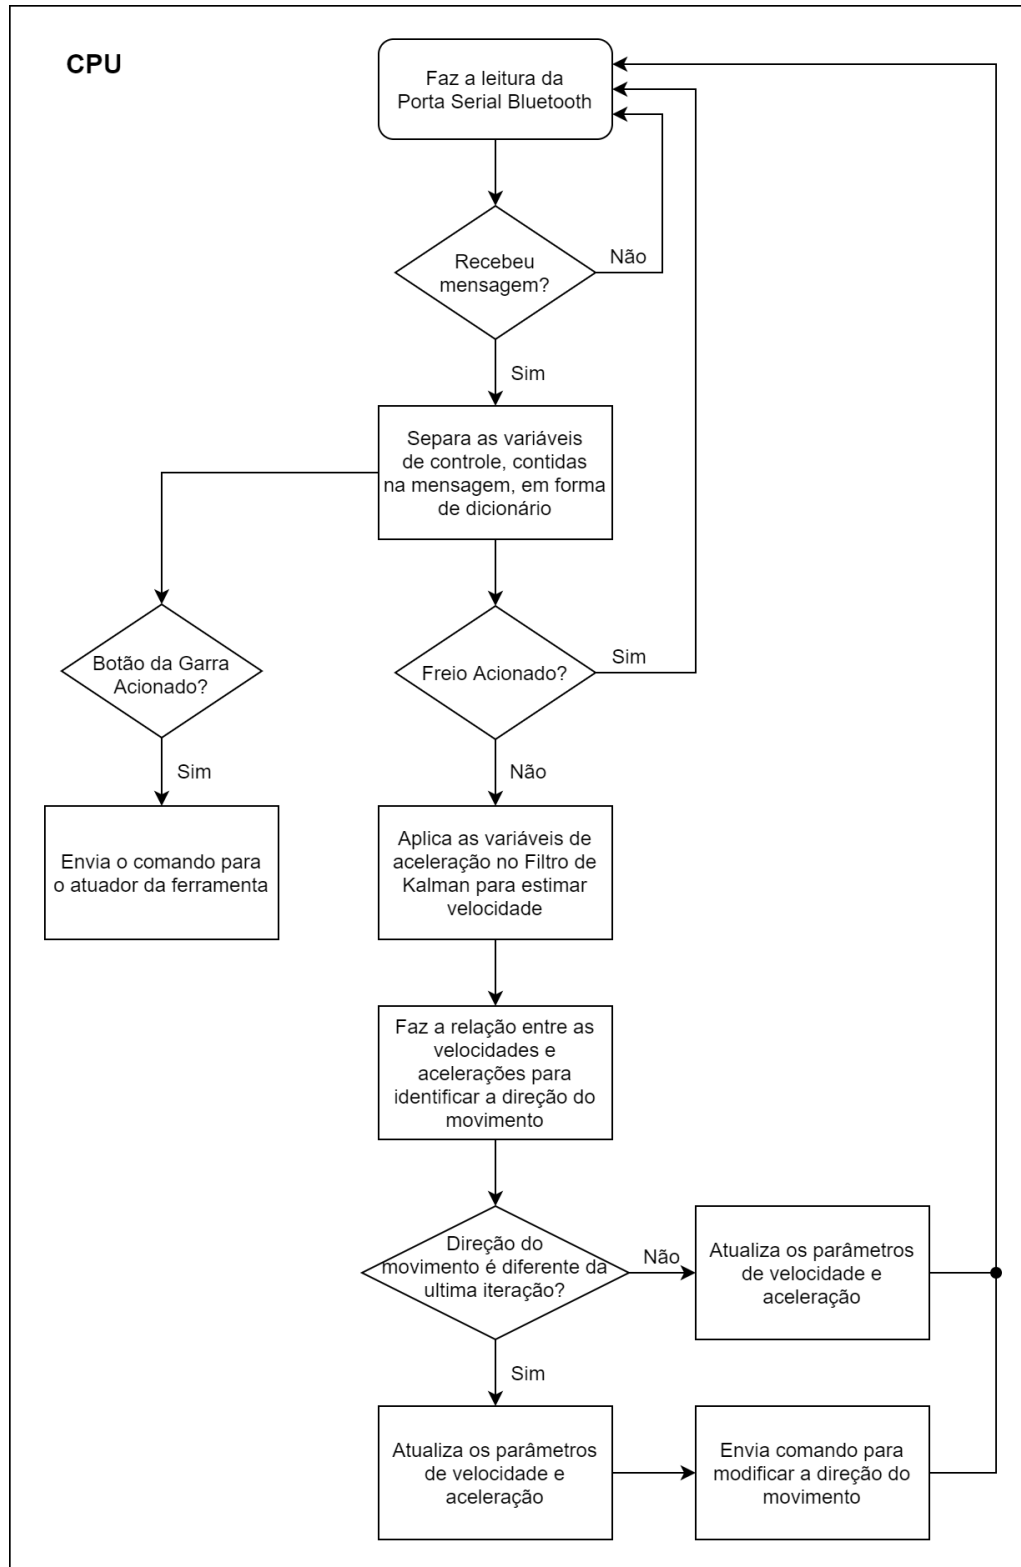 CPU
Faz a leitura da
Porta Serial Bluetooth
Recebeu
mensagem?
Não
Sim
Separa as variáveis
de controle, contidas
na mensagem, em forma
de dicionário
Botão da Garra
Acionado?
Sim
Envia o comando para
o atuador da ferramenta
Freio Acionado?
Sim
Não
Aplica as variáveis de
aceleração no Filtro de
Kalman para estimar
velocidade
Faz a relação entre as
velocidades e
acelerações para
identificar a direção do
movimento
Direção do
movimento é diferente da
ultima iteração?
Não
Atualiza os parâmetros
de velocidade e
aceleração
Sim
Atualiza os parâmetros
de velocidade e
aceleração
Envia comando para
modificar a direção do
movimento